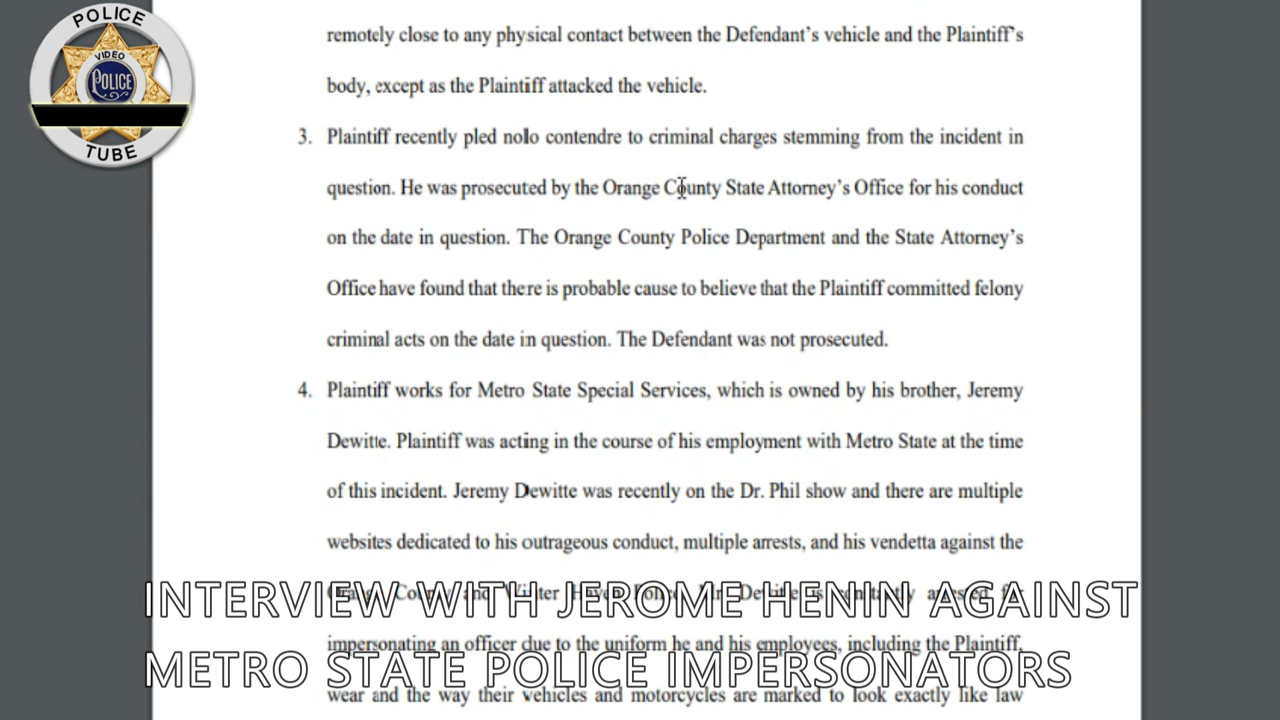 POLICE
VIDEO
POLICE
TUBE
remotely close to any physical contact between the Defendant's vehicle and the Plaintiff's
body, except as the Plaintiff attacked the vehicle.
3. Plaintiff recently pled nolo contendre to criminal charges stemming from the incident in
question. He was prosecuted by the Orange County State Attorney's Office for his conduct
on the date in question. The Orange County Police Department and the State Attorney's
Office have found that there is probable cause to believe that the Plaintiff committed felony
criminal acts on the date in question. The Defendant was not prosecuted.
4. Plaintiff works for Metro State Special Services, which is owned by his brother, Jeremy
Dewitte. Plaintiff was acting in the course of his employment with Metro State at the time
of this incident. Jeremy Dewitte was recently on the Dr. Phil show and there are multiple
websites dedicated to his outrageous conduct, multiple arrests, and his vendetta against the
INTERVIEW WITH JEROME HENIN AGAINST
impersonating an officer due to the uniform he and his employees, including the Plaintiff,
METRO STATE POLICE IMPERSONATORS
wear and the way their vehicles and motorcycles are marked to look exactly like law